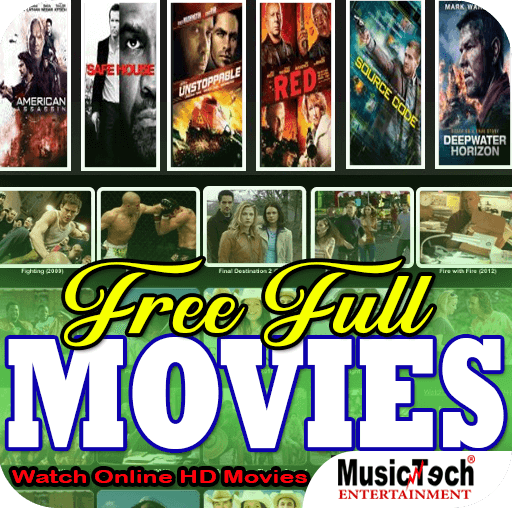 AMERICAN
ASSASSIN
SAFE HOUSE
UNSTOPPABLE
RED
SOURCE CODE
MARK WA
DEEPWATER
HORIZON
Fighting (2009)
Final Destination 2 (
Fire with Fire (2012)
Free Full
MOVIES
Watch Online HD Movies
MusicTech®
ENTERTAINMENT